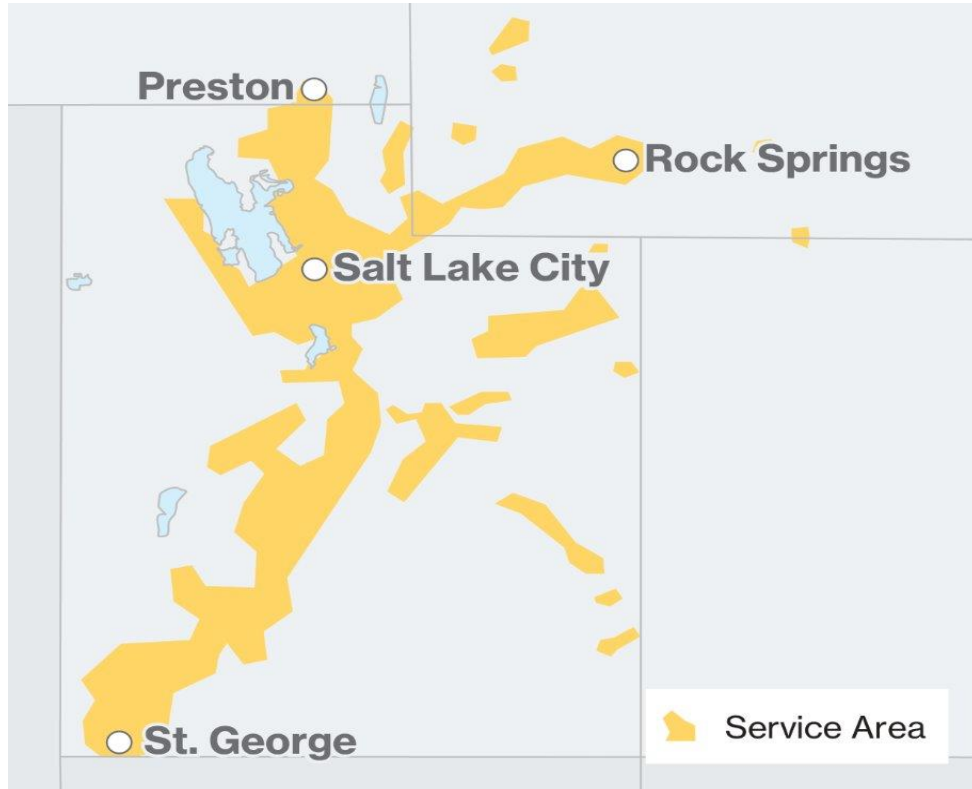 Preston
Rock Springs
Salt Lake City
St. George
Service Area